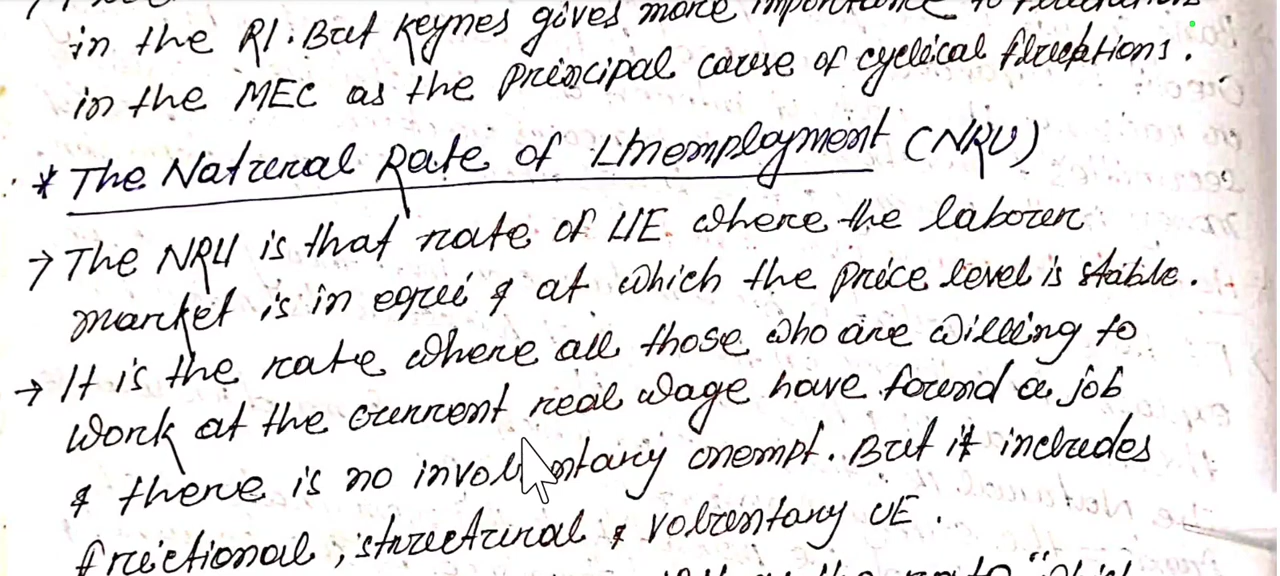 in the RI. But Keynes gives more importance to
in the MEC as the principal cause of cyclical fluctions.
* The Natural Rate of Unemployment (NRU)
→ The NRU is that rate of UE where the labour
market is in equi & at which the price level is stable.
→ It is the rate where all those who are willing to
work at the current real wage have found a job
& there is no involuntary unempt. But it includes
frictional, structural & voluntary UE.